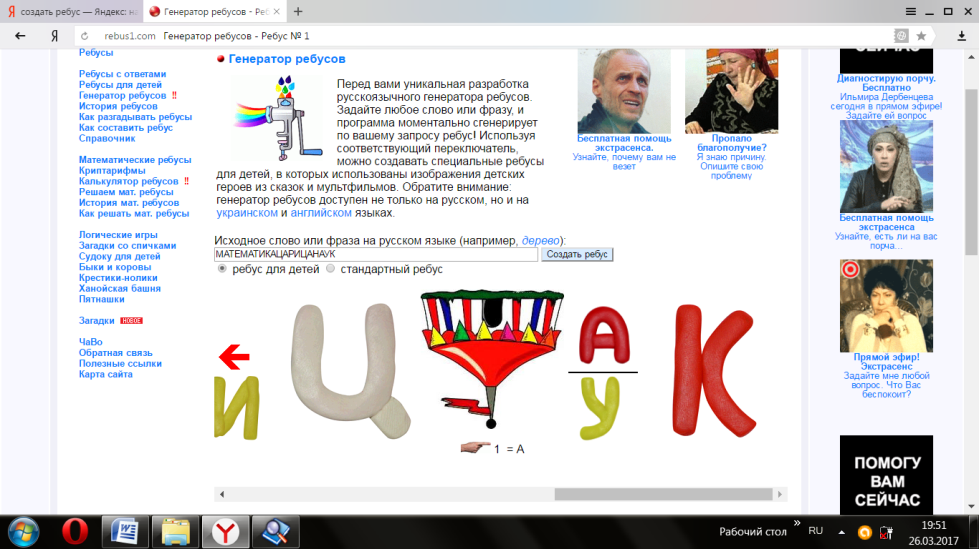 создать ребус — Яндекс: на
Генератор ребусов - Реб
rebus1.com Генератор ребусов - Ребус № 1
Ребусы
Ребусы с ответами
Ребусы для детей
Генератор ребусов !!
История ребусов
Как разгадывать ребусы
Как составить ребус
Справочник
Математические ребусы
Криптарифмы
Калькулятор ребусов !!
Решаем мат. ребусы
История мат. ребусов
Как решать мат. ребусы
Логические игры
Загадки со спичками
Судоку для детей
Быки и коровы
Крестики-нолики
Ханойская башня
Пятнашки
Загадки НОВОЕ
ЧаВо
Обратная связь
Полезные ссылки
Карта сайта
Генератор ребусов
Перед вами уникальная разработка
русскоязычного генератора ребусов.
Задайте любое слово или фразу, и
программа моментально сгенерирует
по вашему запросу ребус! Используя
соответствующий переключатель,
можно создавать специальные ребусы
для детей, в которых использованы изображения детских
героев из сказок и мультфильмов. Обратите внимание:
генератор ребусов доступен не только на русском, но и на
украинском и английском языках.
Исходное слово или фраза на русском языке (например, дерево):
МАТЕМАТИКАЦАРИЦАНАУК Создать ребус
ребус для детей стандартный ребус
И Ц А У К
1 = А
Бесплатная помощь
экстрасенса.
Узнайте, почему вам не
везет
Пропало
благополучие?
Я знаю причину.
Опишите свою
проблему
СЕЙЧАС
Диагностирую порчу.
Бесплатно
Ильмира Дербенцева
сегодня в прямом эфире!
Задайте ей вопрос
Бесплатная помощь
экстрасенса
Узнайте, есть ли на вас
порча...
Прямой эфир!
Экстрасенс
Задайте мне любой
вопрос. Что Вас
беспокоит?
ПОМОГУ
ВАМ
СЕЙЧАС
Рабочий стол » RU 19:51
26.03.2017